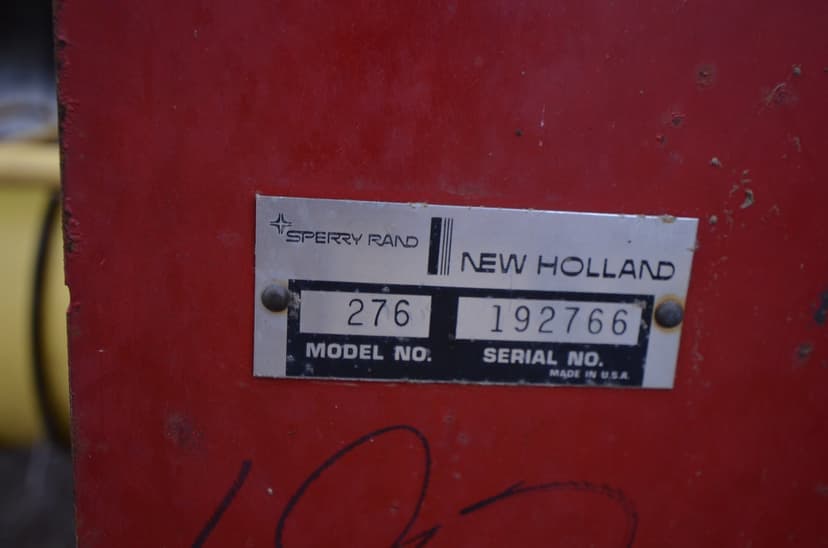 SPERRY RAND
NEW HOLLAND
276
192766
MODEL NO.
SERIAL NO.
MADE IN U.S.A.